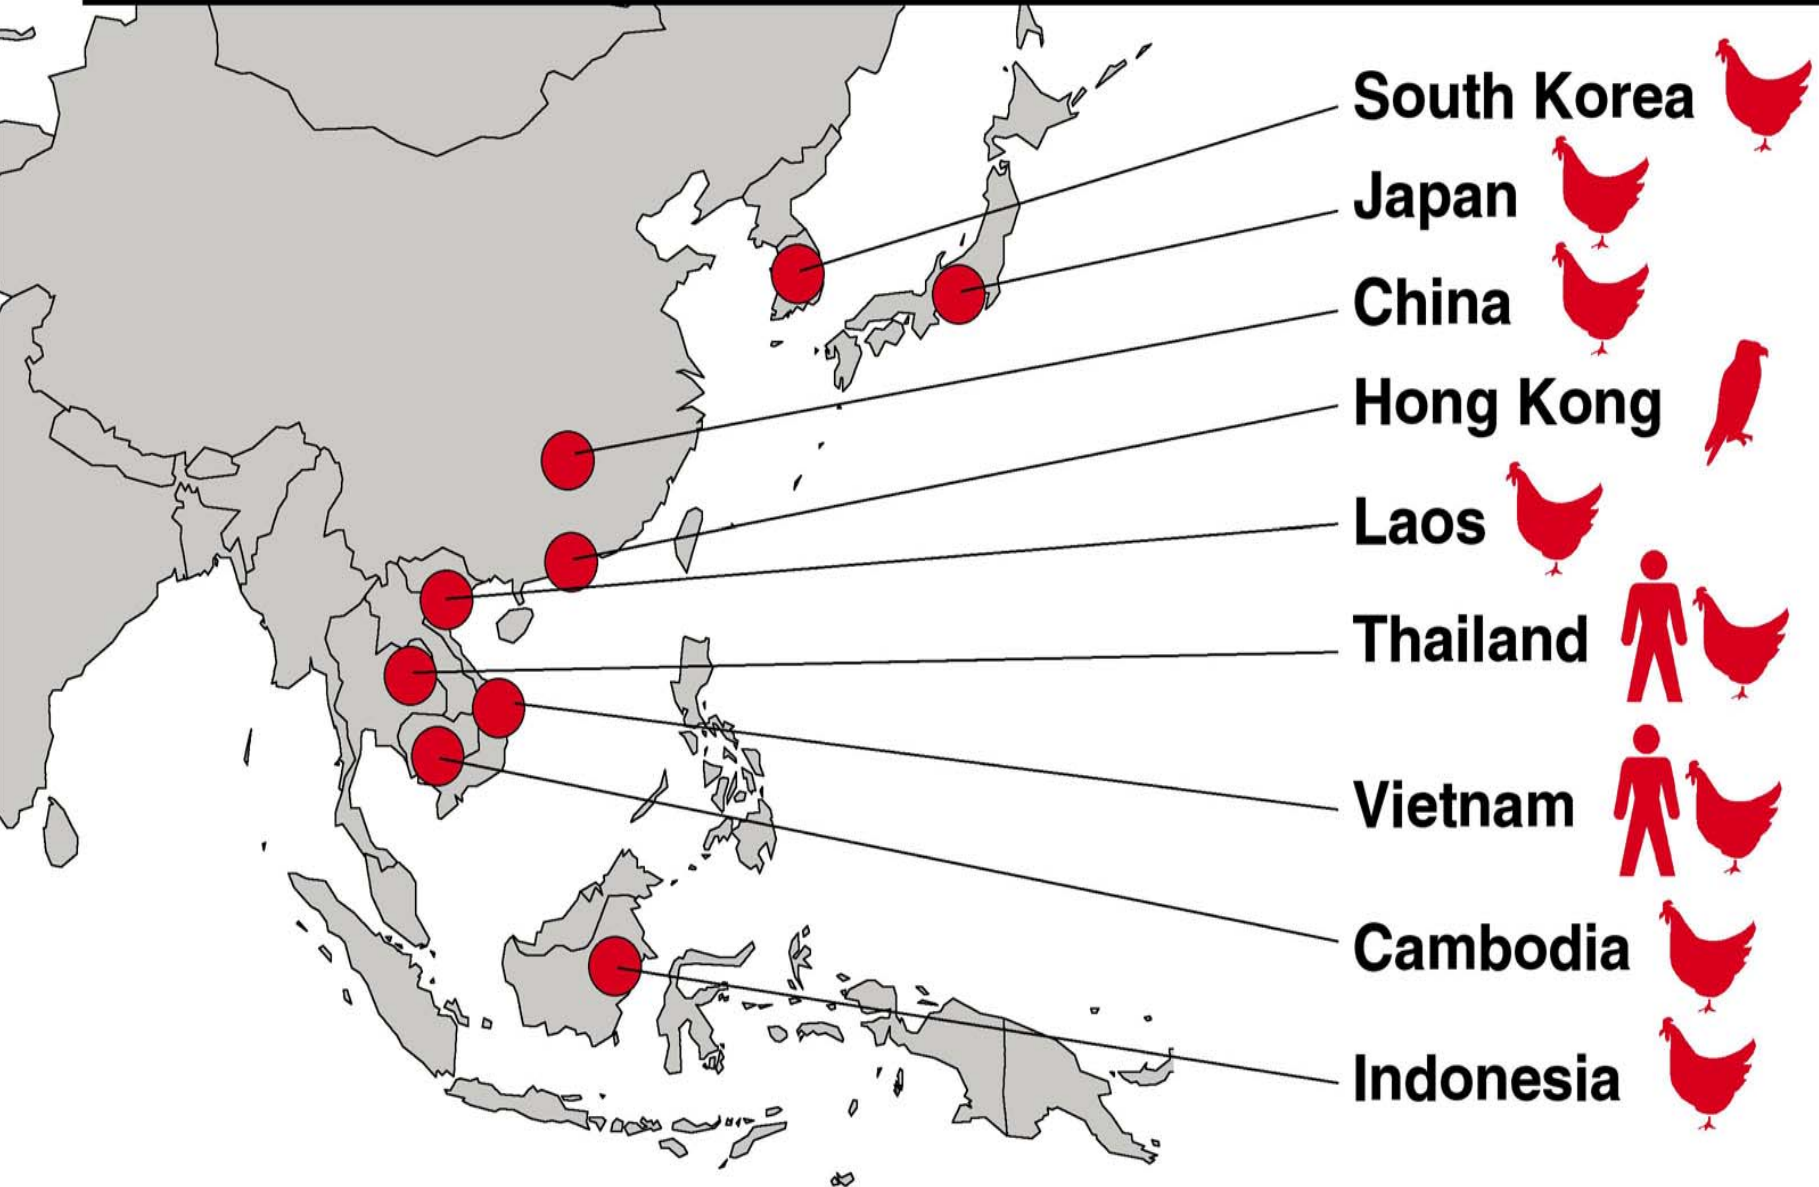 South Korea
Japan
China
Hong Kong
Laos
Thailand
Vietnam
Cambodia
Indonesia